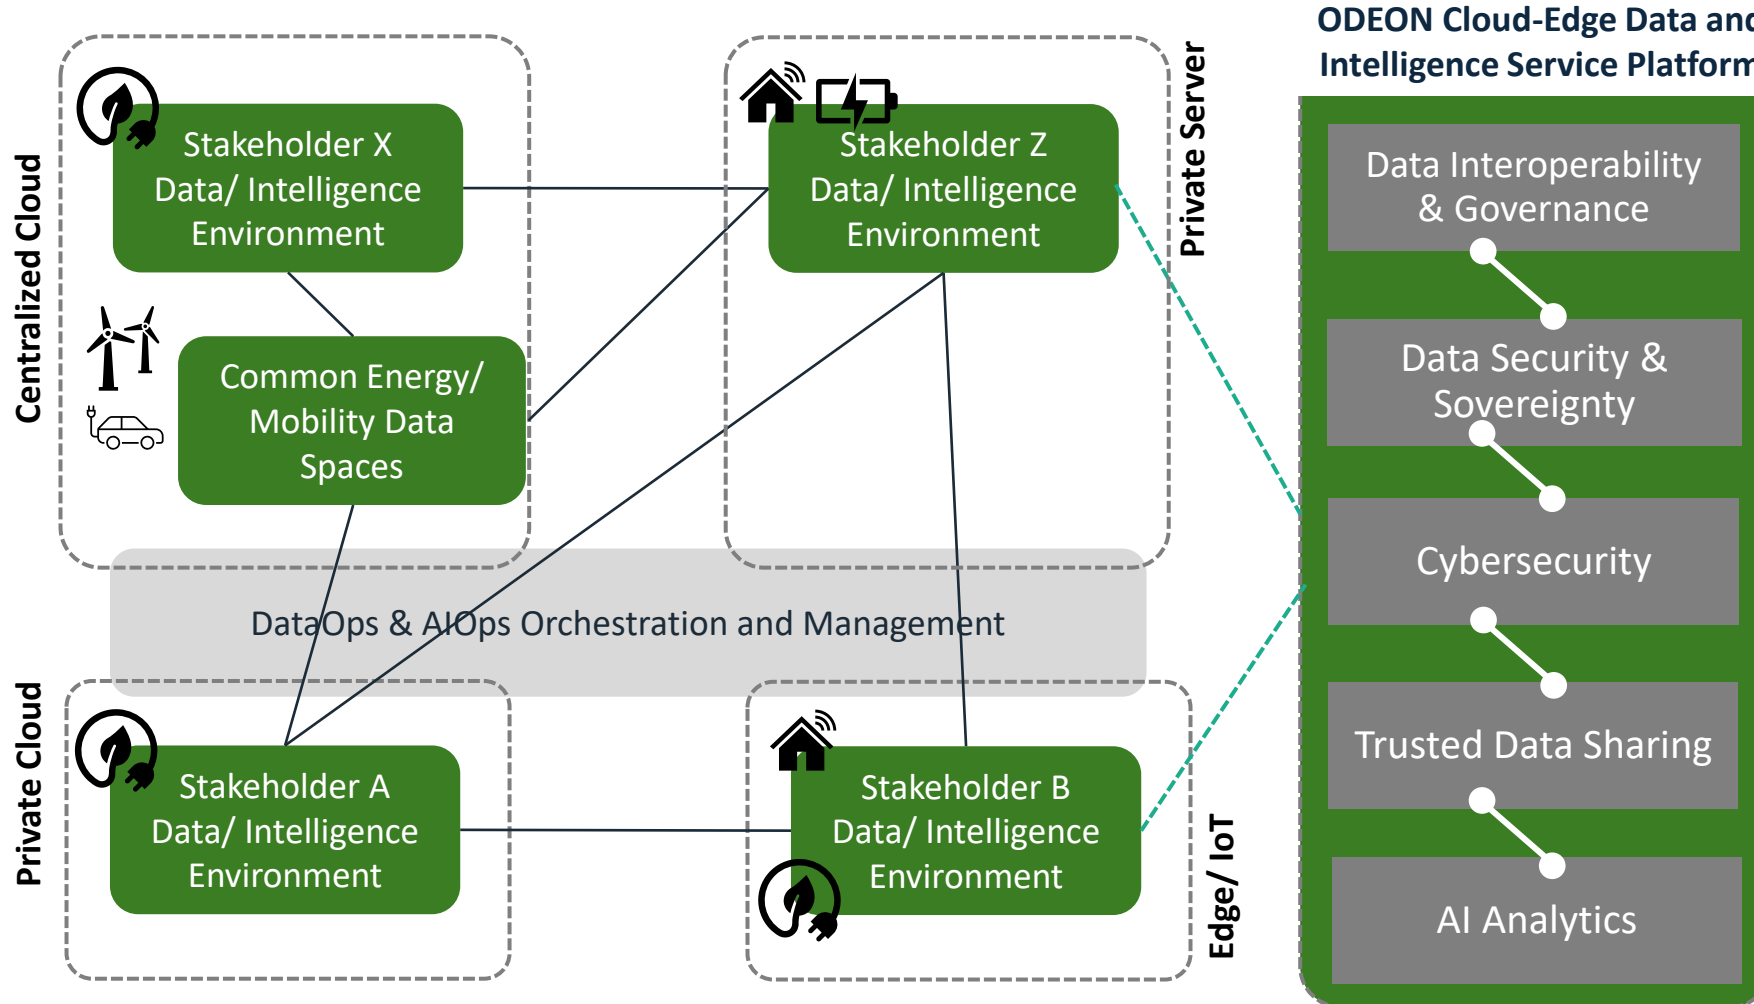 ODEON Cloud-Edge Data and
Intelligence Service Platform
Centralized Cloud
Stakeholder X
Data/ Intelligence
Environment
Common Energy/
Mobility Data
Spaces
Private Server
Stakeholder Z
Data/ Intelligence
Environment
DataOps & AIOps Orchestration and Management
Private Cloud
Stakeholder A
Data/ Intelligence
Environment
Edge/ IoT
Stakeholder B
Data/ Intelligence
Environment
Data Interoperability
& Governance
Data Security &
Sovereignty
Cybersecurity
Trusted Data Sharing
AI Analytics